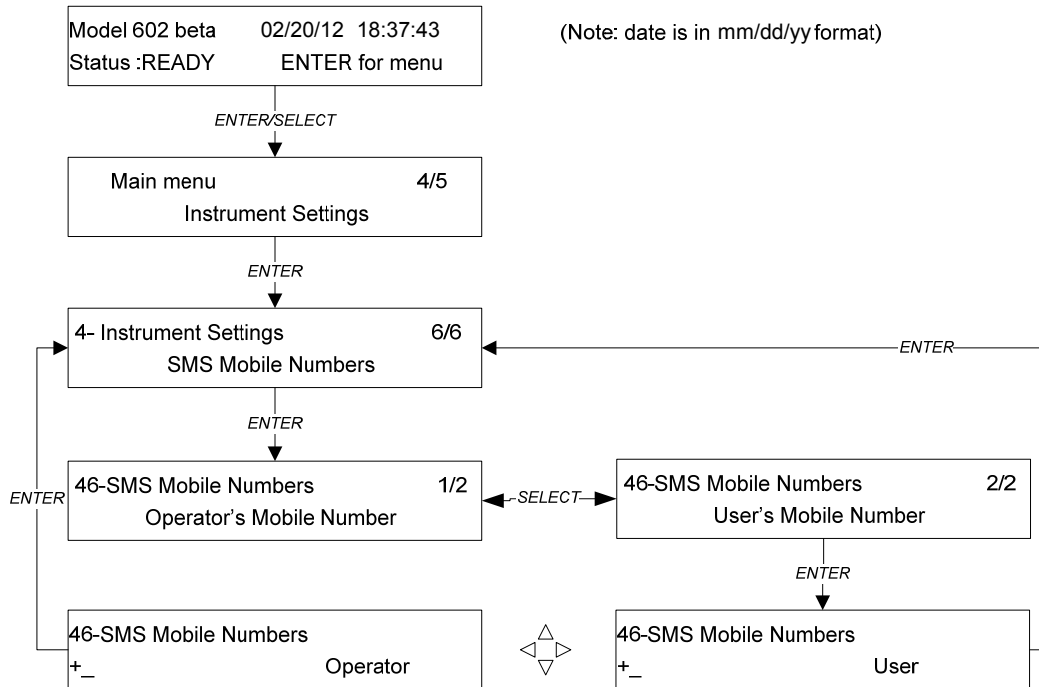 Model 602 beta 02/20/12 18:37:43
Status :READY ENTER for menu
(Note: date is in mm/dd/yy format)
ENTER/SELECT
Main menu 4/5
Instrument Settings
ENTER
4- Instrument Settings 6/6
SMS Mobile Numbers
ENTER
ENTER
46-SMS Mobile Numbers 1/2
Operator's Mobile Number
ENTER
SELECT
46-SMS Mobile Numbers 2/2
User's Mobile Number
ENTER
46-SMS Mobile Numbers
+_ Operator
46-SMS Mobile Numbers
+_ User